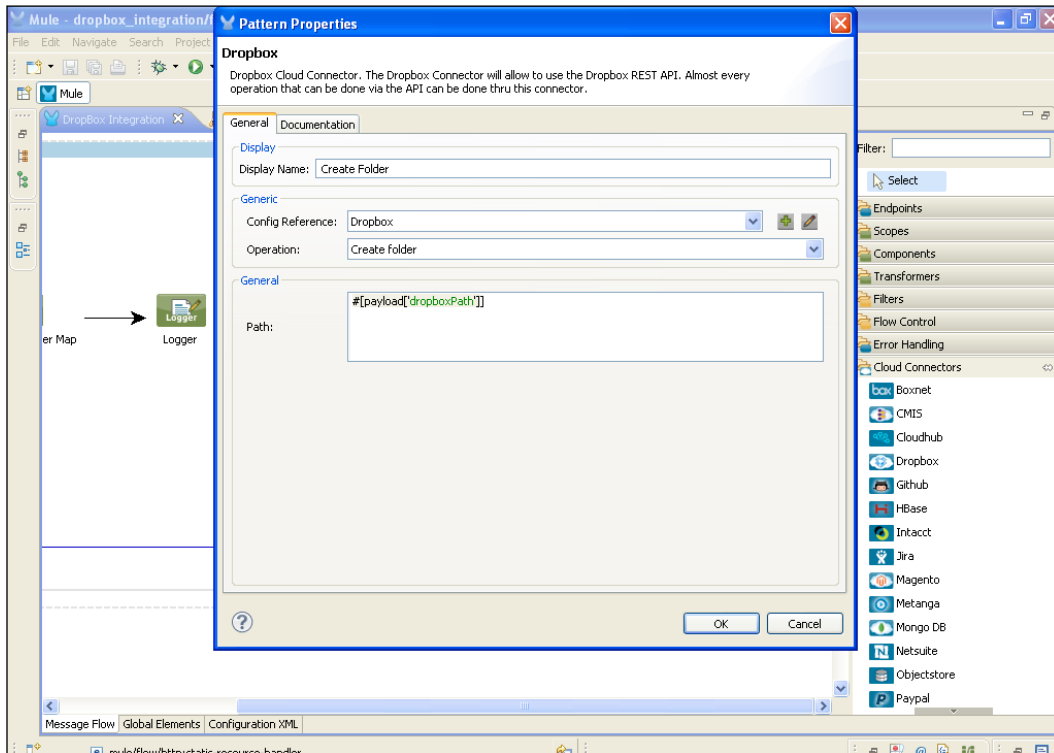 Mule - dropbox_integration/
File Edit Navigate Search Project
Mule
DropBox Integration
er Map
Logger
Logger
Pattern Properties
Dropbox
Dropbox Cloud Connector. The Dropbox Connector will allow to use the Dropbox REST API. Almost every
operation that can be done via the API can be done thru this connector.
General Documentation
Display
Display Name: Create Folder
Generic
Config Reference: Dropbox
Operation: Create folder
General
Path: #[payload['dropboxPath']]
OK Cancel
Filter:
Select
Endpoints
Scopes
Components
Transformers
Filters
Flow Control
Error Handling
Cloud Connectors
box Boxnet
CMIS
Cloudhub
Dropbox
Github
HBase
Intacct
Jira
Magento
Metanga
Mongo DB
Netsuite
Objectstore
Paypal
Message Flow Global Elements Configuration XML